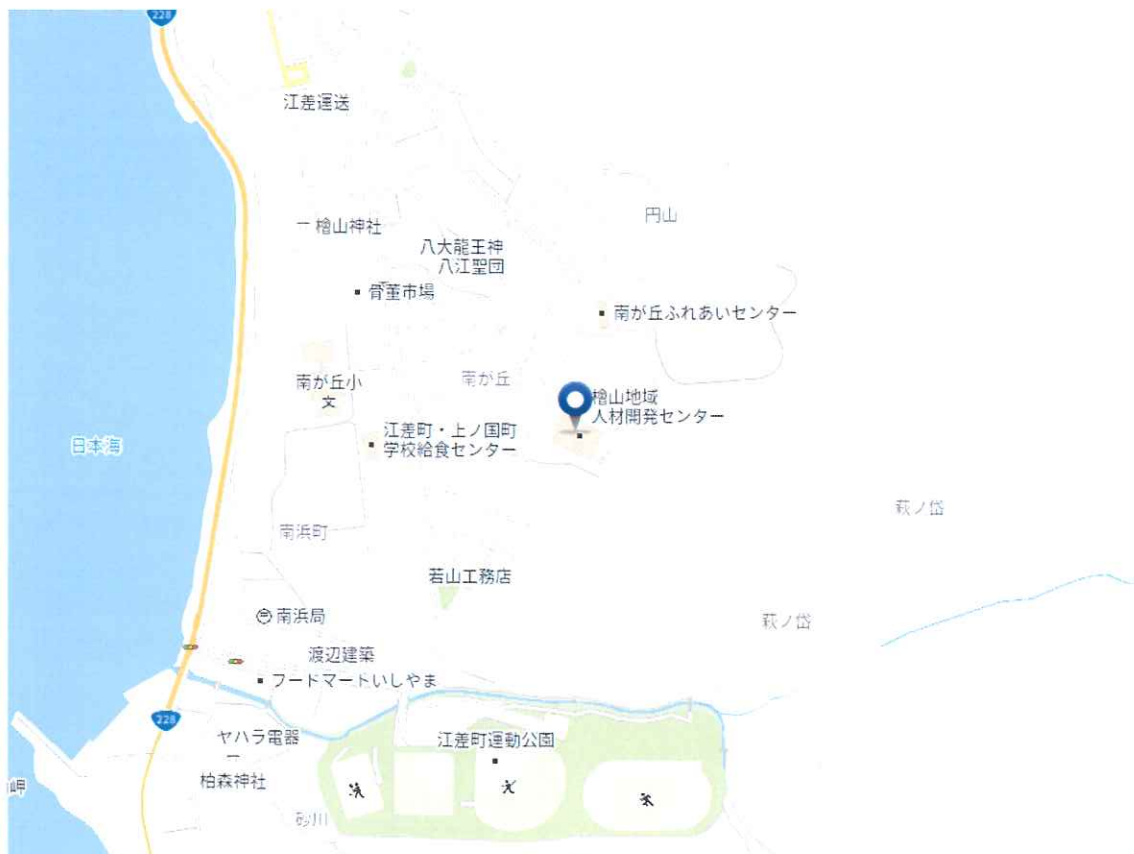 228
江差運送
円山
檜山神社
八大龍王神
八江聖団
骨董市場
南が丘ふれあいセンター
南が丘小
文
南が丘
檜山地域
人材開発センター
江差町・上ノ国町
学校給食センター
日本海
萩ノ岱
南浜町
若山工務店
南浜局
萩ノ岱
渡辺建築
フードマートいしやま
228
ヤハラ電器
江差町運動公園
柏森神社
岬
砂川